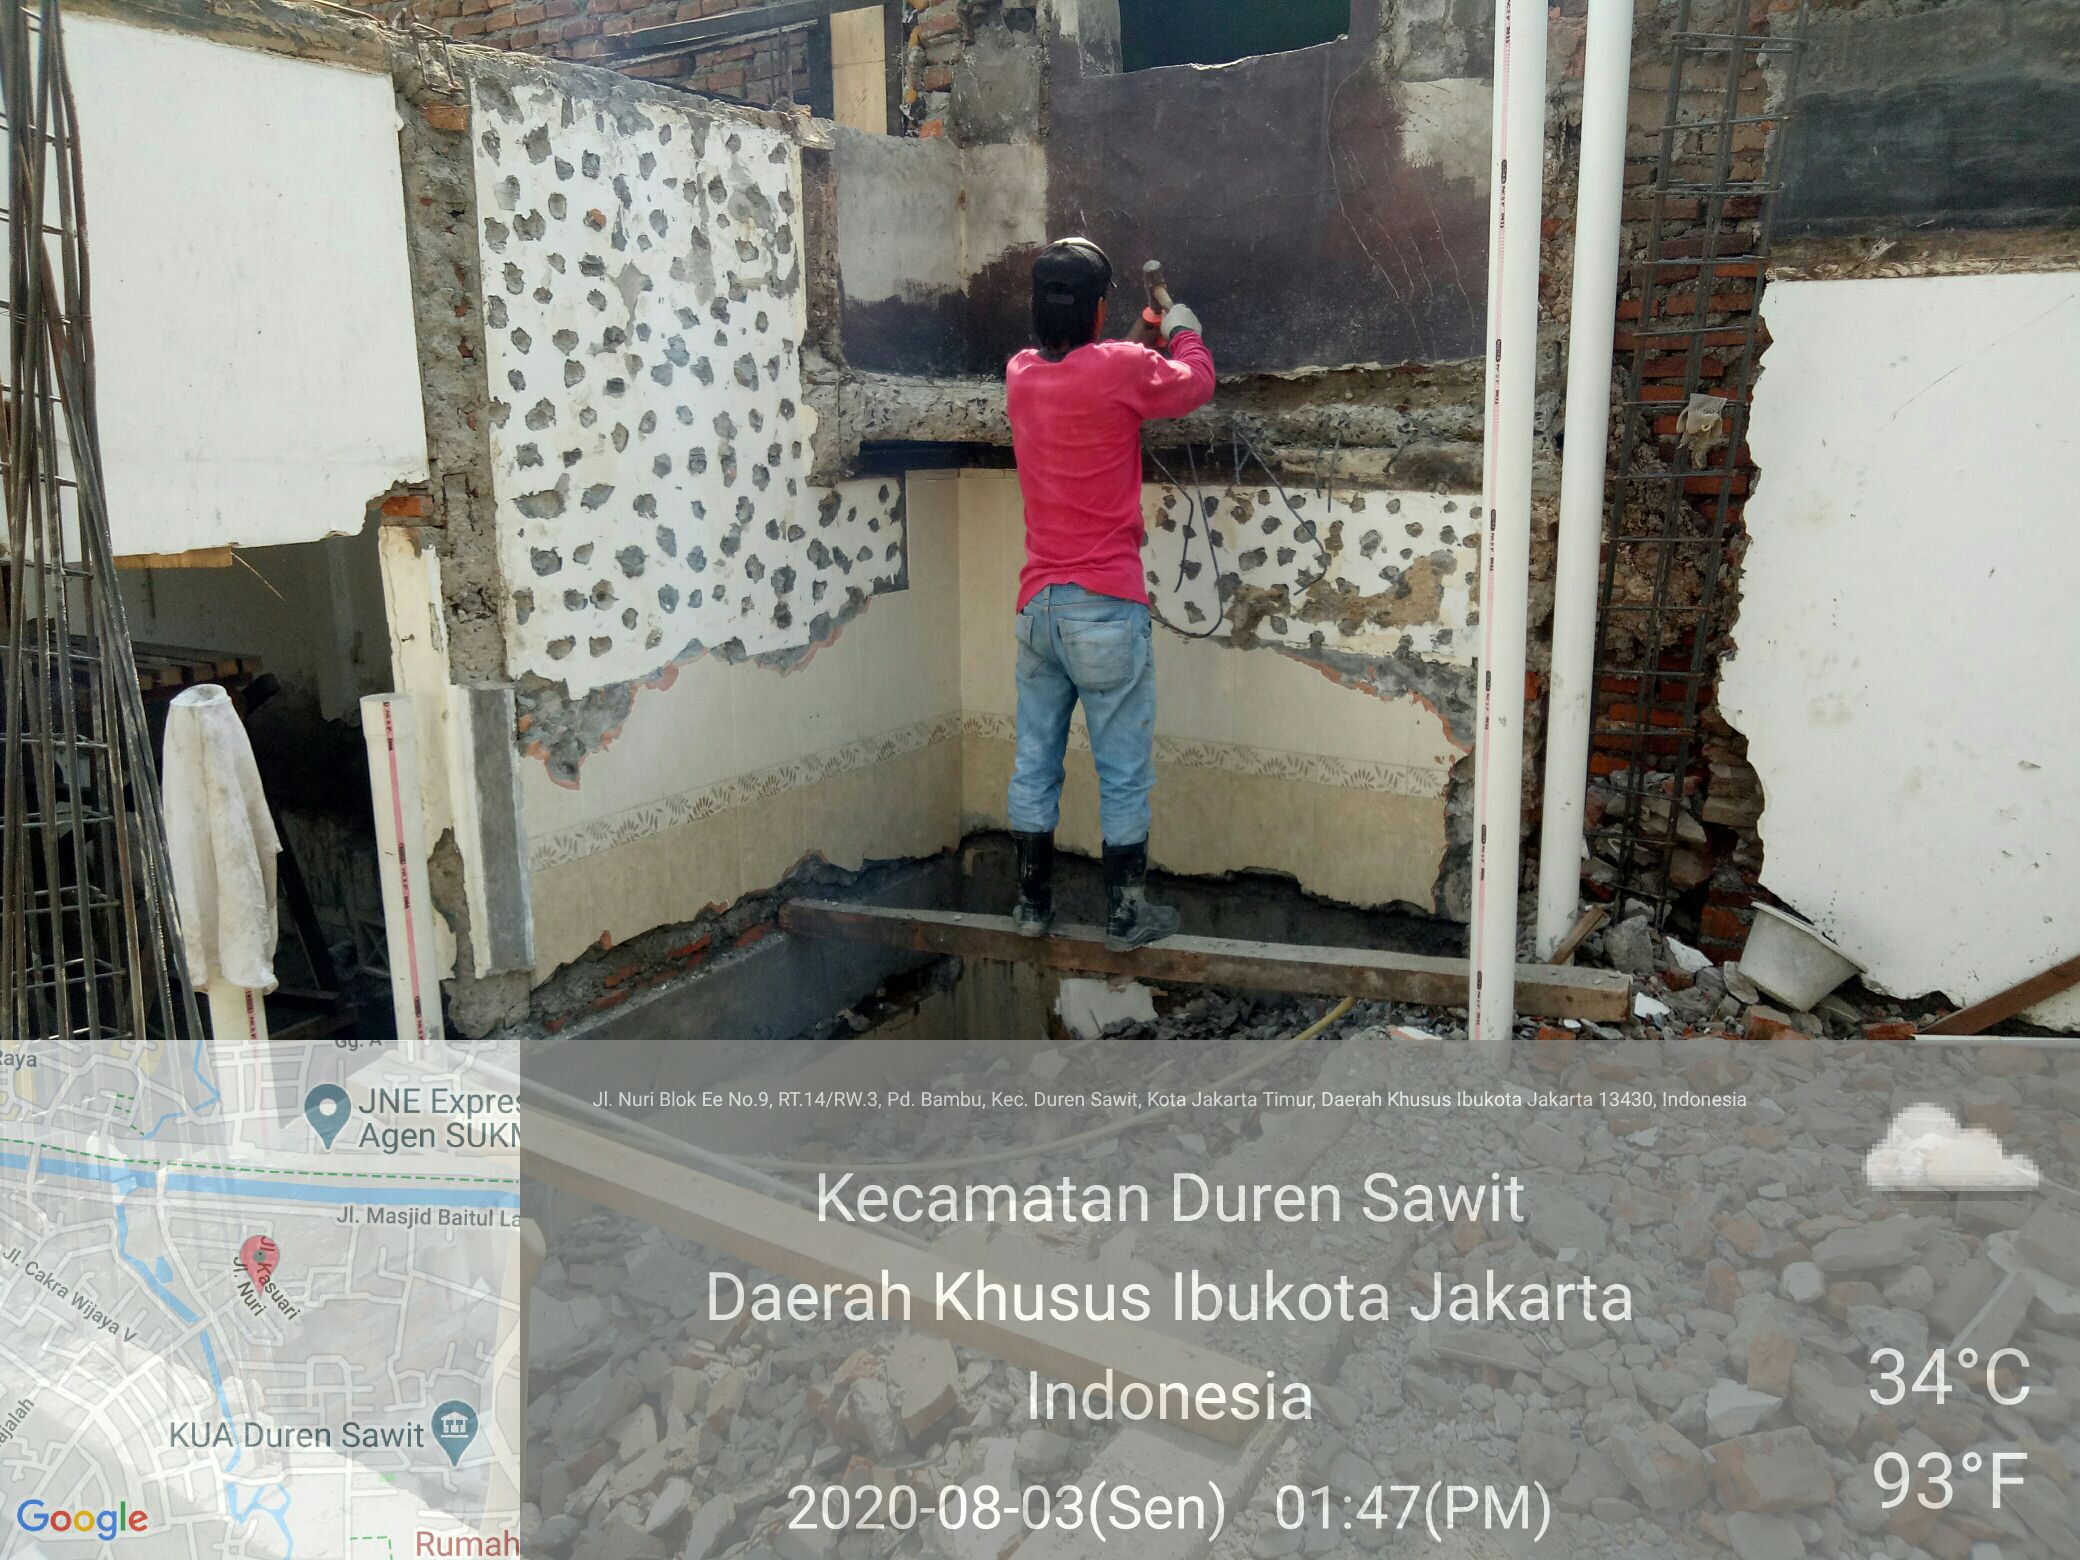 Jl. Nuri Blok Ee No.9, RT.14/RW.3, Pd. Bambu, Kec. Duren Sawit, Kota Jakarta Timur, Daerah Khusus Ibukota Jakarta 13430, Indonesia
Kecamatan Duren Sawit
Daerah Khusus Ibukota Jakarta
Indonesia
2020-08-03(Sen) 01:47(PM)
34°C
93°F
Gg. A
JNE Expres
Agen SUK
Jl. Masjid Baitul La
Jl. Cakra Wijaya V
Jl. Kasuari
Jl. Nuri
KUA Duren Sawit
Google
Rumah